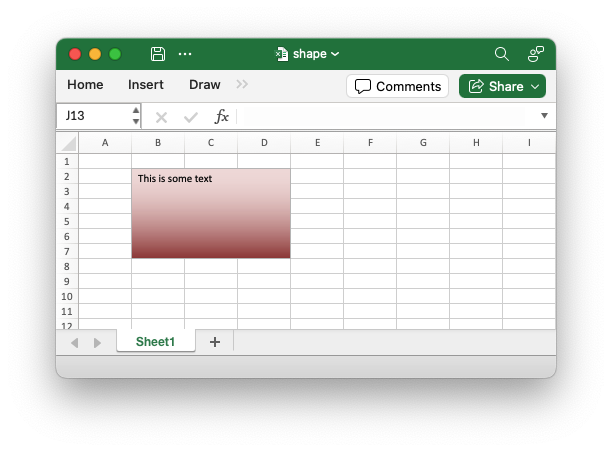 shape
Home Insert Draw Comments Share
J13 fx
A B C D E F G H I
1
2 This is some text
3
4
5
6
7
8
9
10
11
12
Sheet1 +